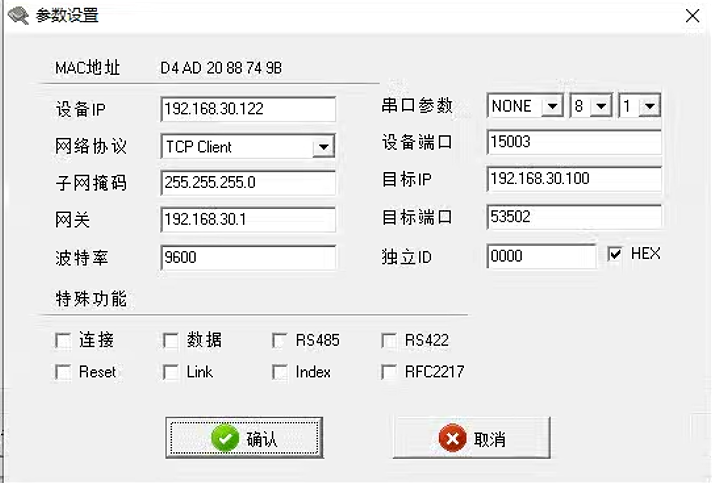 参数设置
MAC地址 D4 AD 20 88 74 9B
设备IP 192.168.30.122 串口参数 NONE 8 1
网络协议 TCP Client 设备端口 15003
子网掩码 255.255.255.0 目标IP 192.168.30.100
网关 192.168.30.1 目标端口 53502
波特率 9600 独立ID 0000 HEX
特殊功能
连接 数据 RS485 RS422
Reset Link Index RFC2217
确认 取消